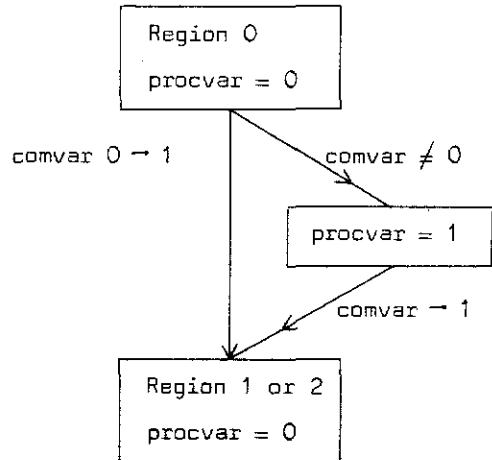 Region 0
procvar = 0
comvar 0 → 1
comvar ≠ 0
procvar = 1
comvar → 1
Region 1 or 2
procvar = 0